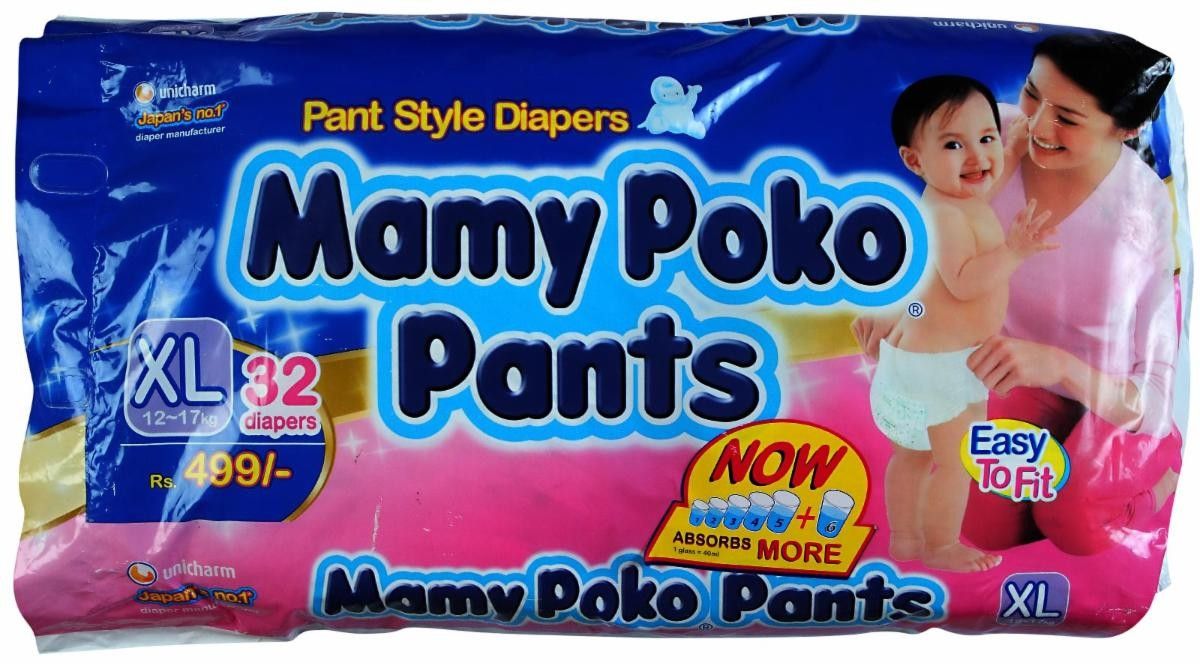 unicharm
unicharm
Japan's no.1*
diaper manufacturer
Pant Style Diapers
Mamy Poko
Pants
®
XL
12~17kg
32
diapers
Rs. 499/-
NOW
1 2 3 4 5 + 6
ABSORBS MORE
1 glass = 40ml
Easy
To Fit
unicharm
Japan's no.1*
diaper
Mamy Poko Pants
®
XL